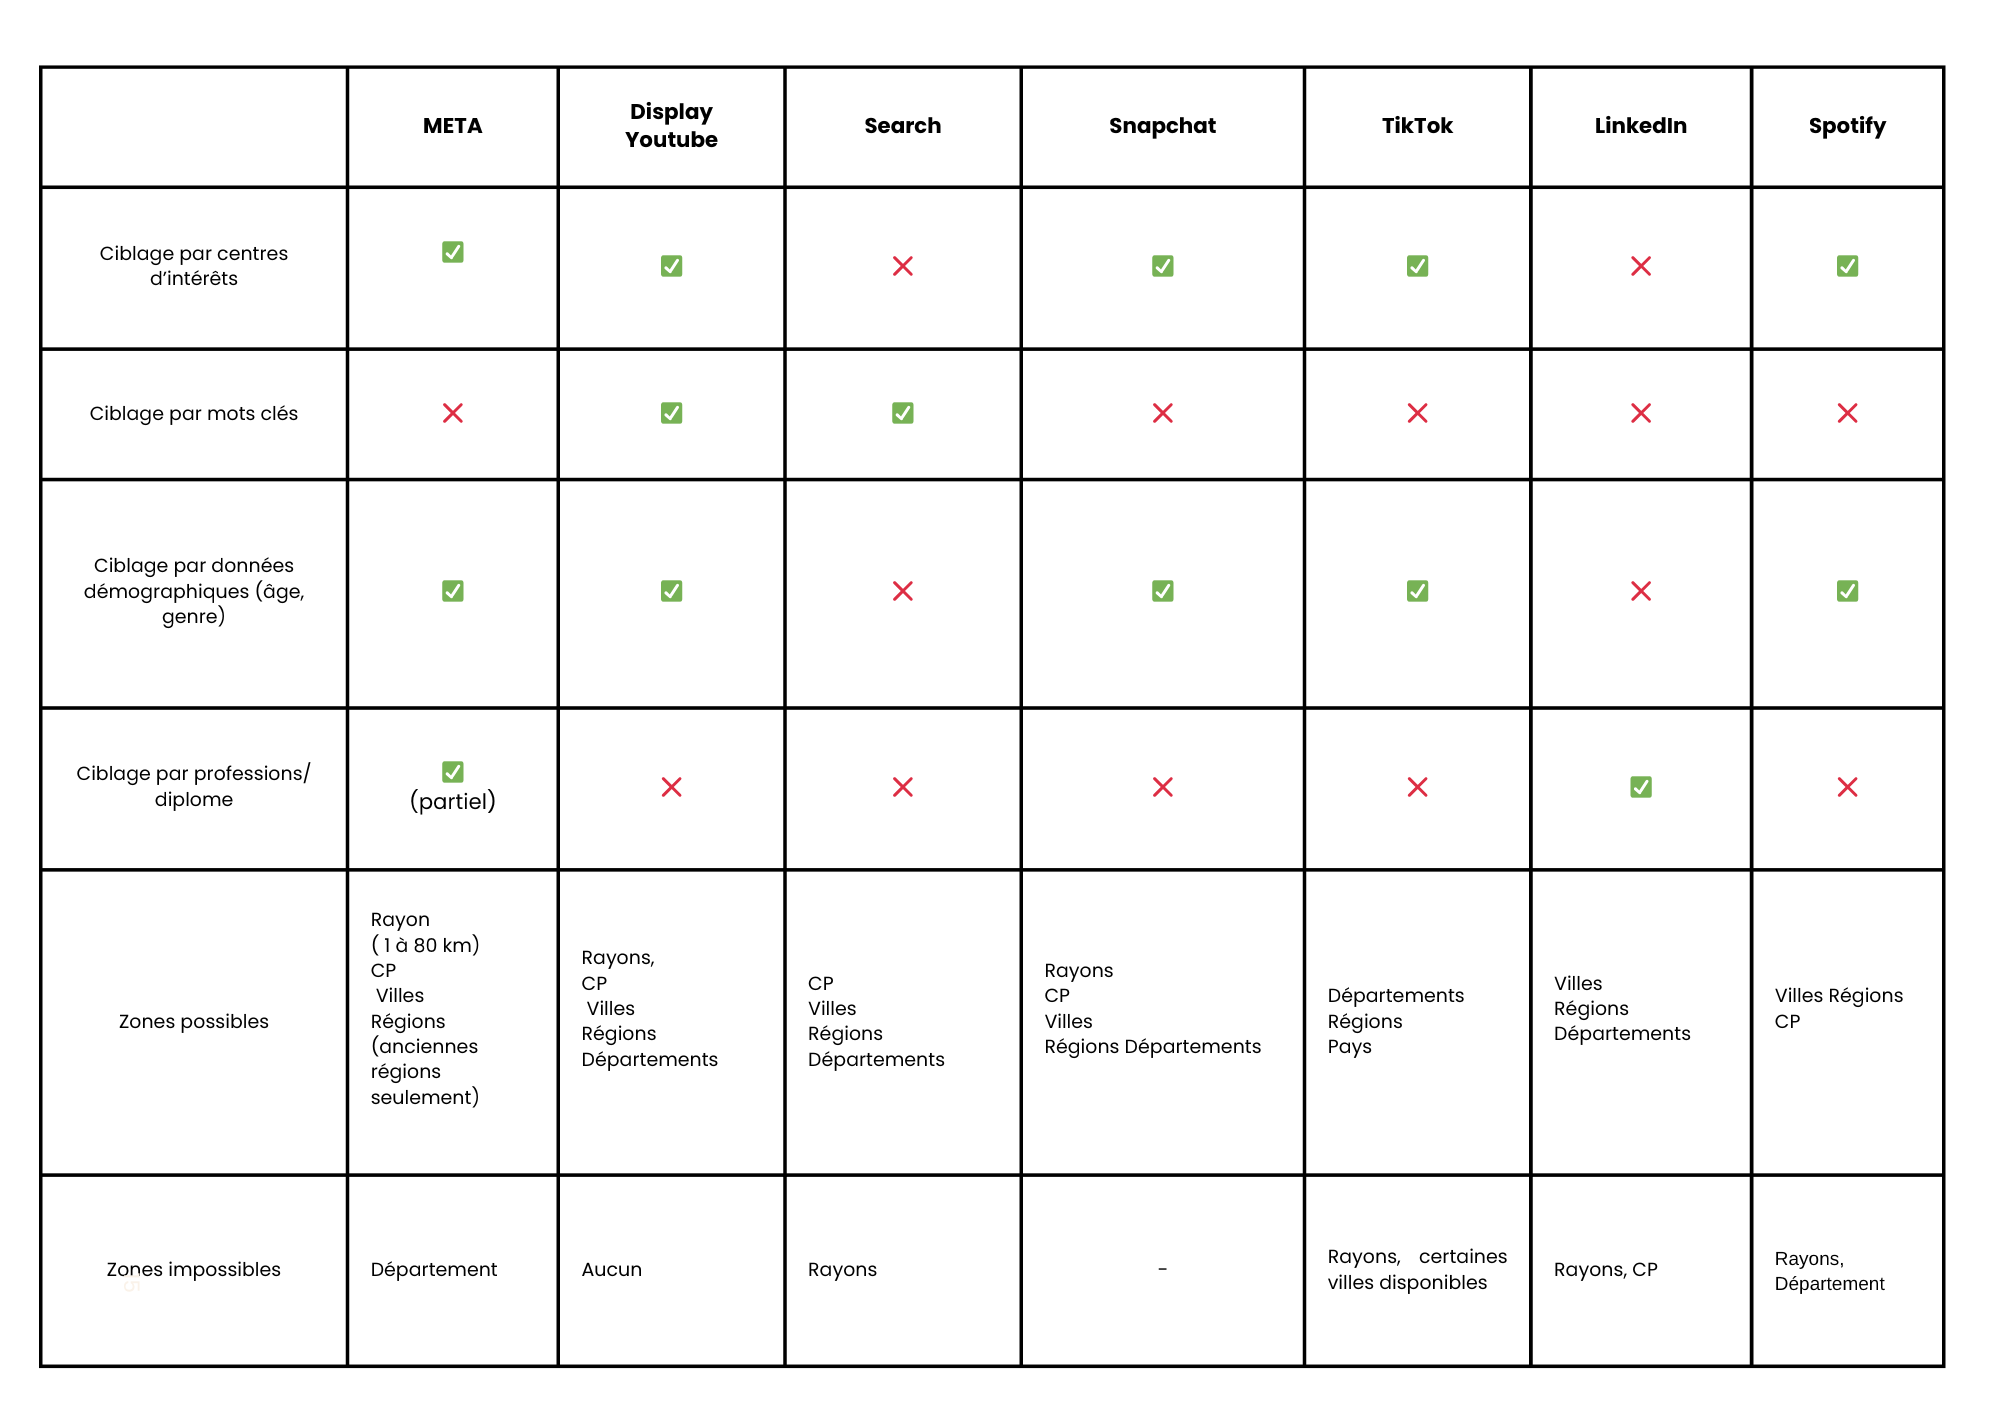 META
Display
Youtube
Search
Snapchat
TikTok
LinkedIn
Spotify
Ciblage par centres
d’intérêts
✅
✅
❌
✅
✅
❌
✅
Ciblage par mots clés
❌
✅
✅
❌
❌
❌
❌
Ciblage par données
démographiques (âge,
genre)
✅
✅
❌
✅
✅
❌
✅
Ciblage par professions/
diplome
✅
(partiel)
❌
❌
❌
❌
✅
❌
Zones possibles
Rayon
( 1 à 80 km)
CP
Villes
Régions
(anciennes
régions
seulement)
Rayons,
CP
Villes
Régions
Départements
CP
Villes
Régions
Départements
Rayons
CP
Villes
Régions Départements
Départements
Régions
Pays
Villes
Régions
Départements
Villes Régions
CP
Zones impossibles
Département
Aucun
Rayons
-
Rayons, certaines
villes disponibles
Rayons, CP
Rayons,
Département